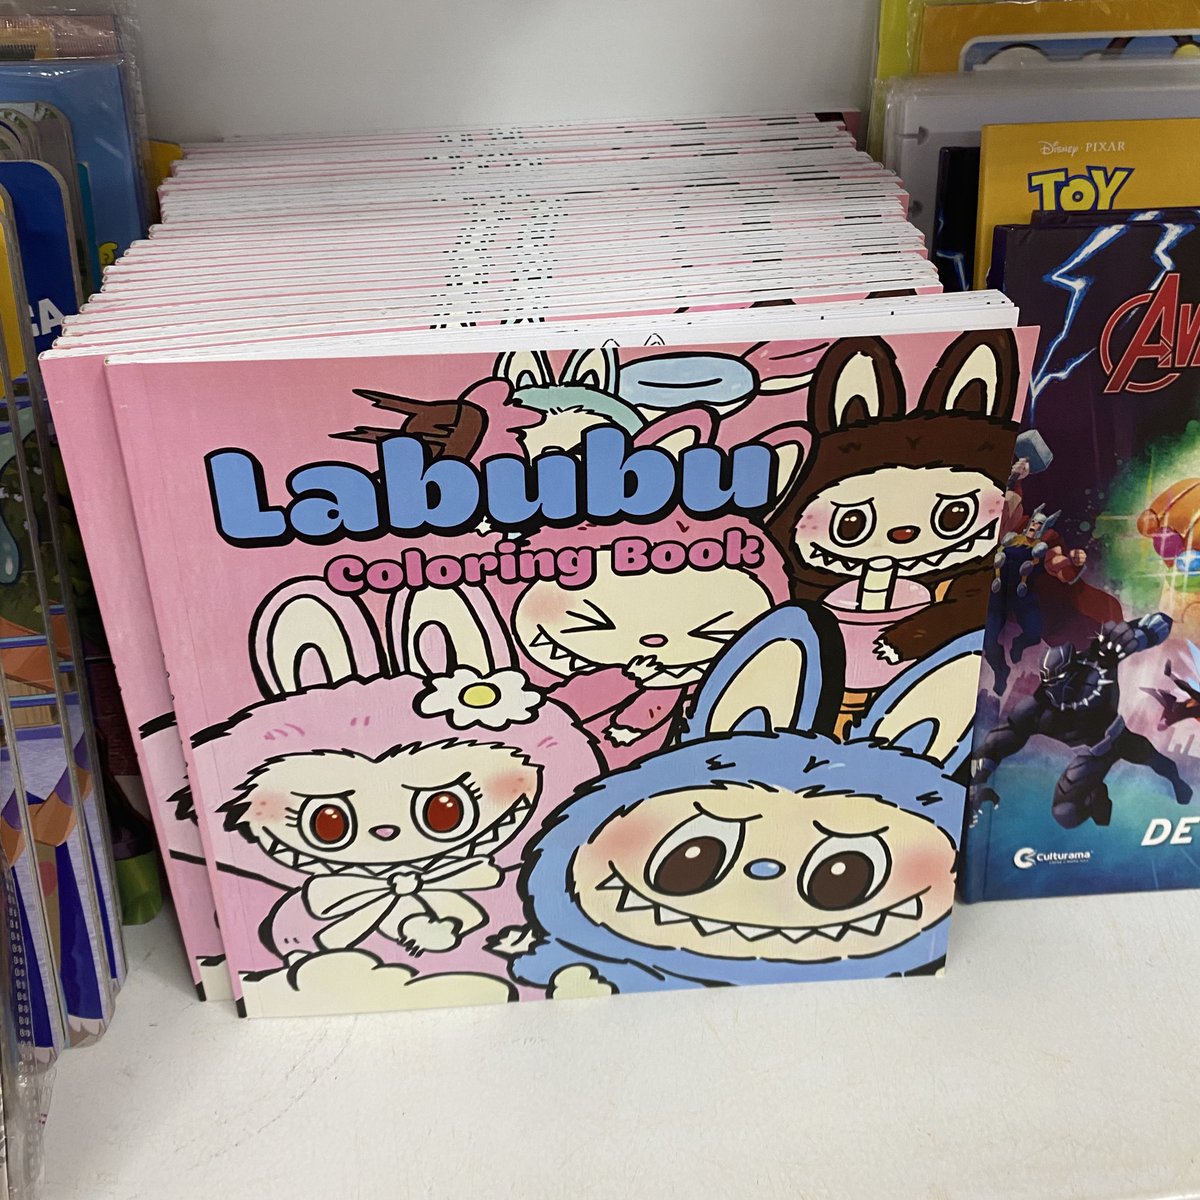 Labubu
Coloring Book
Disney · PIXAR
TOY
Culturama
DE